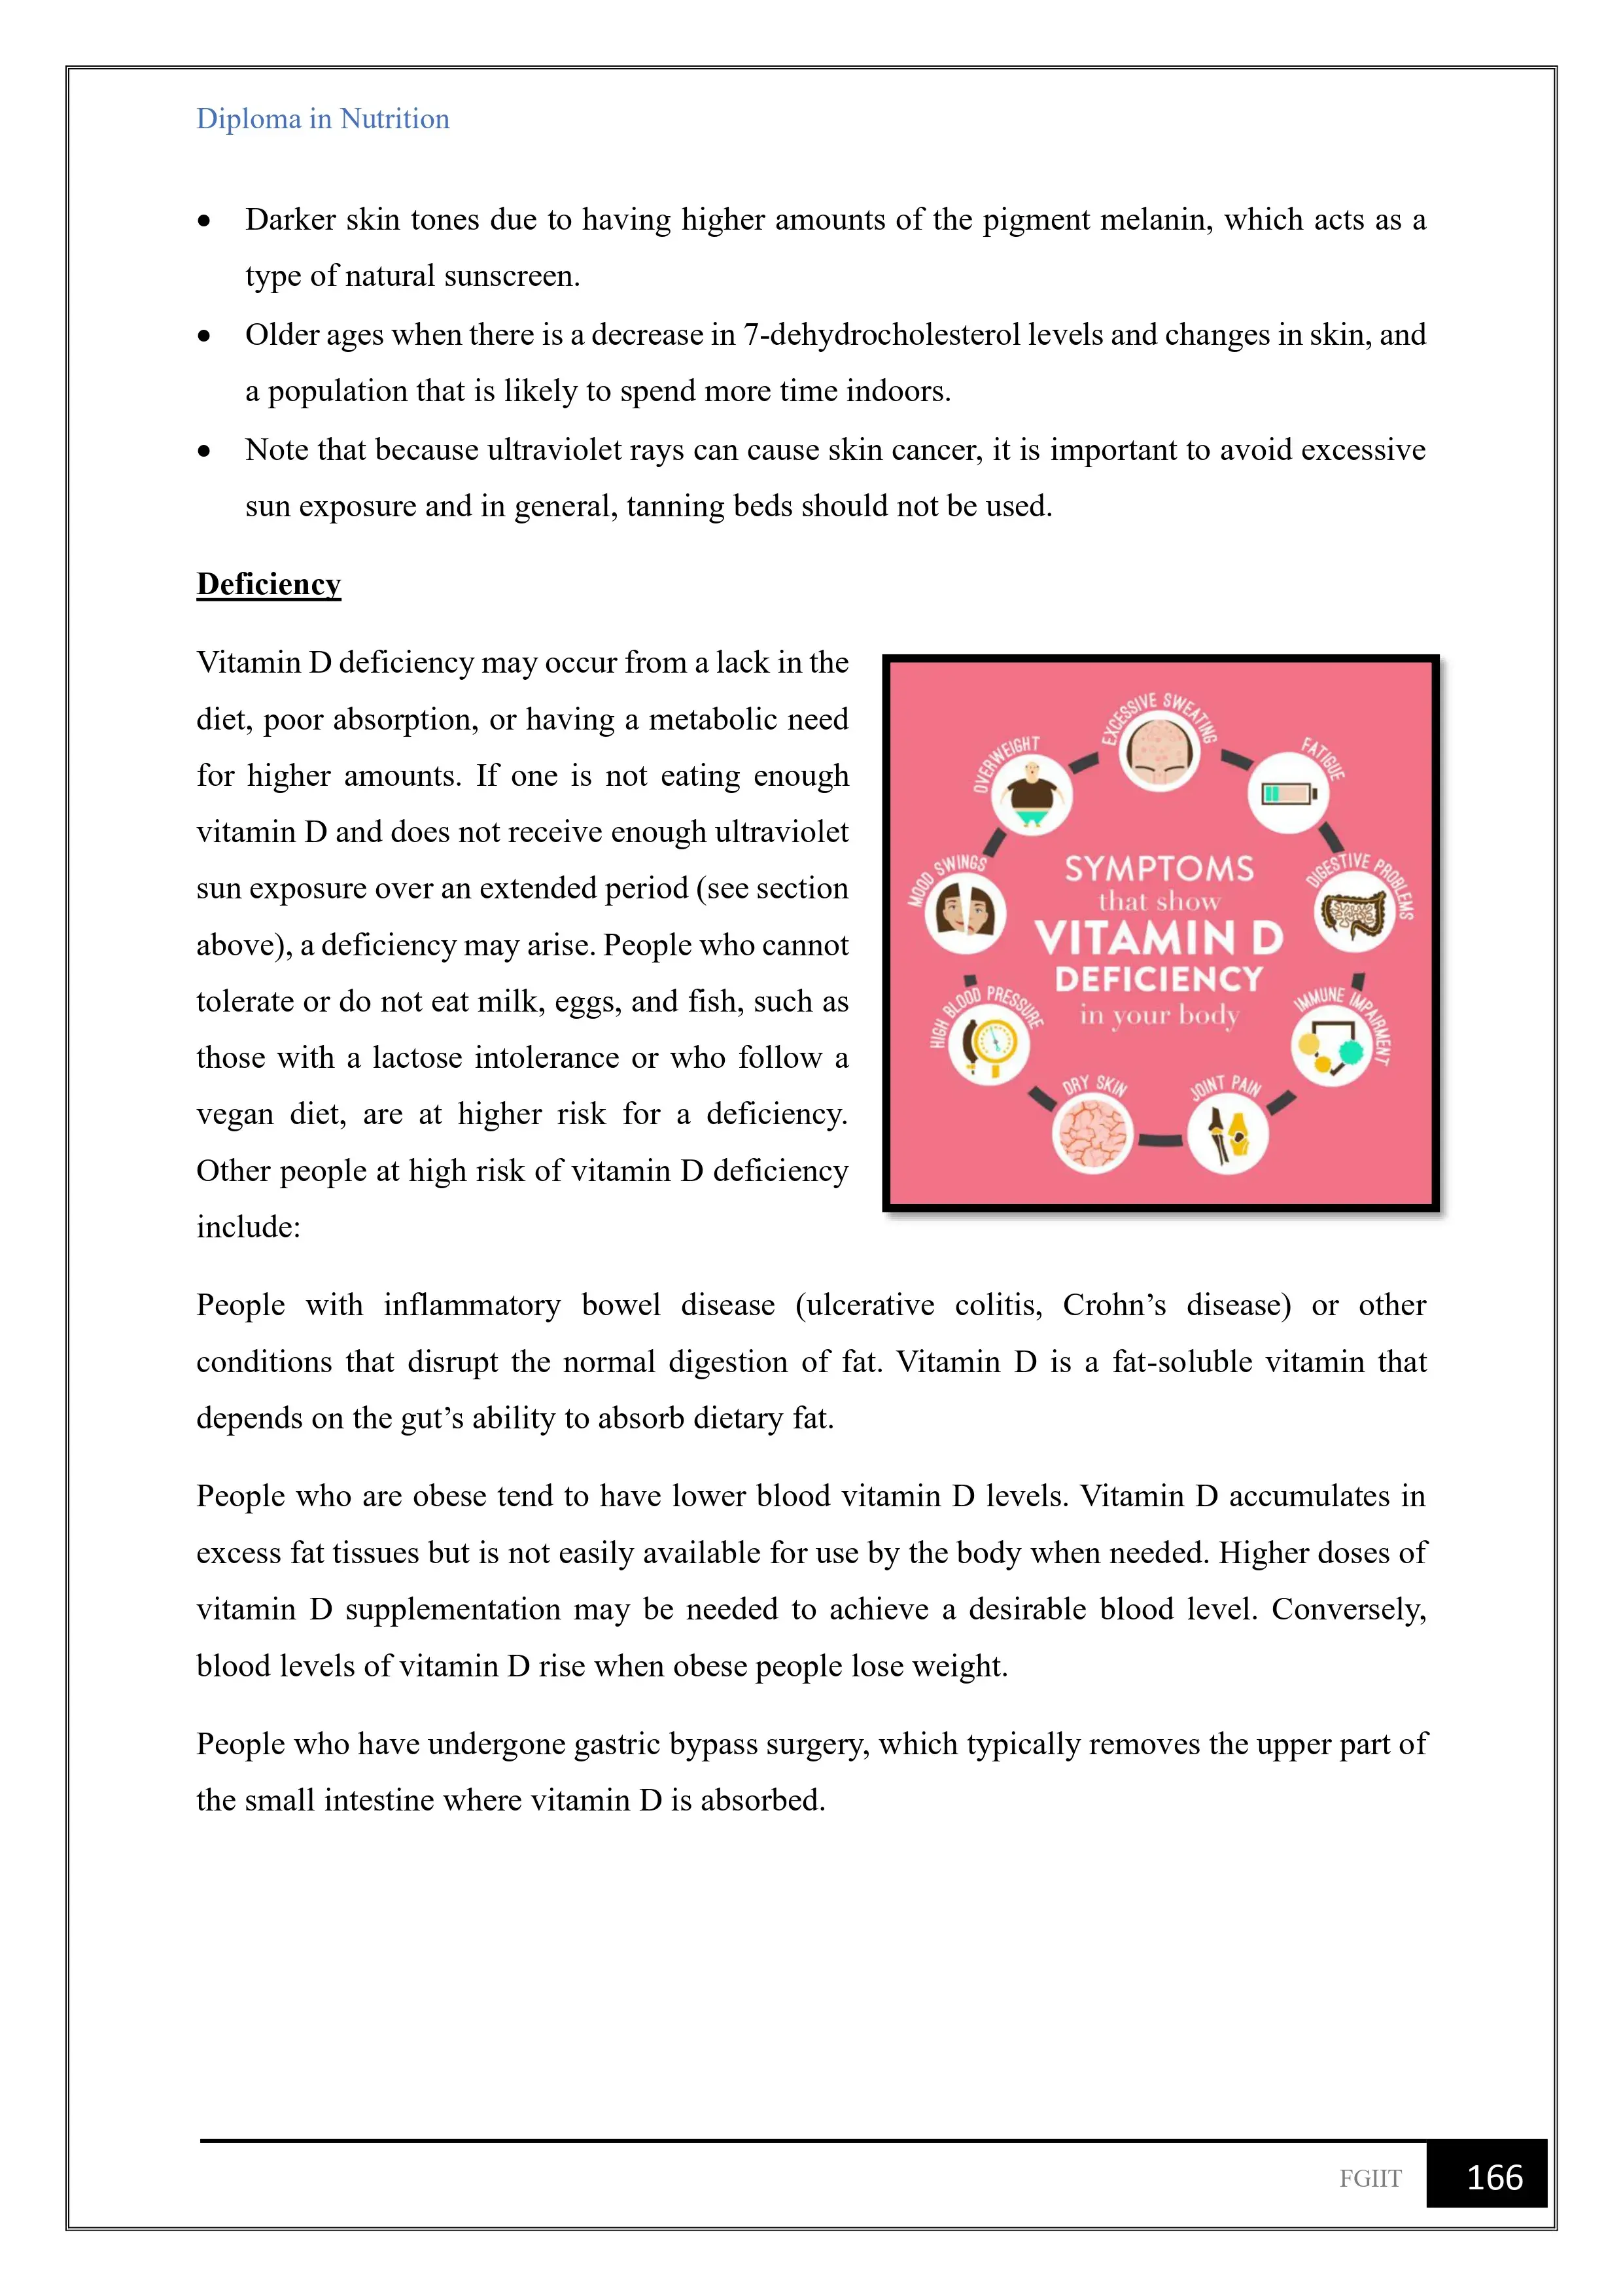 Diploma in Nutrition
• Darker skin tones due to having higher amounts of the pigment melanin, which acts as a
type of natural sunscreen.
• Older ages when there is a decrease in 7-dehydrocholesterol levels and changes in skin, and
a population that is likely to spend more time indoors.
• Note that because ultraviolet rays can cause skin cancer, it is important to avoid excessive
sun exposure and in general, tanning beds should not be used.
Deficiency
Vitamin D deficiency may occur from a lack in the
diet, poor absorption, or having a metabolic need
for higher amounts. If one is not eating enough
vitamin D and does not receive enough ultraviolet
sun exposure over an extended period (see section
above), a deficiency may arise. People who cannot
tolerate or do not eat milk, eggs, and fish, such as
those with a lactose intolerance or who follow a
vegan diet, are at higher risk for a deficiency.
Other people at high risk of vitamin D deficiency
include:
EXCESSIVE SWEATING
FATIGUE
DIGESTIVE PROBLEMS
IMMUNE IMPAIRMENT
JOINT PAIN
DRY SKIN
HIGH BLOOD PRESSURE
MOOD SWINGS
OVERWEIGHT
SYMPTOMS
that show
VITAMIN D
DEFICIENCY
in your body
People with inflammatory bowel disease (ulcerative colitis, Crohn’s disease) or other
conditions that disrupt the normal digestion of fat. Vitamin D is a fat-soluble vitamin that
depends on the gut’s ability to absorb dietary fat.
People who are obese tend to have lower blood vitamin D levels. Vitamin D accumulates in
excess fat tissues but is not easily available for use by the body when needed. Higher doses of
vitamin D supplementation may be needed to achieve a desirable blood level. Conversely,
blood levels of vitamin D rise when obese people lose weight.
People who have undergone gastric bypass surgery, which typically removes the upper part of
the small intestine where vitamin D is absorbed.
FGIIT
166